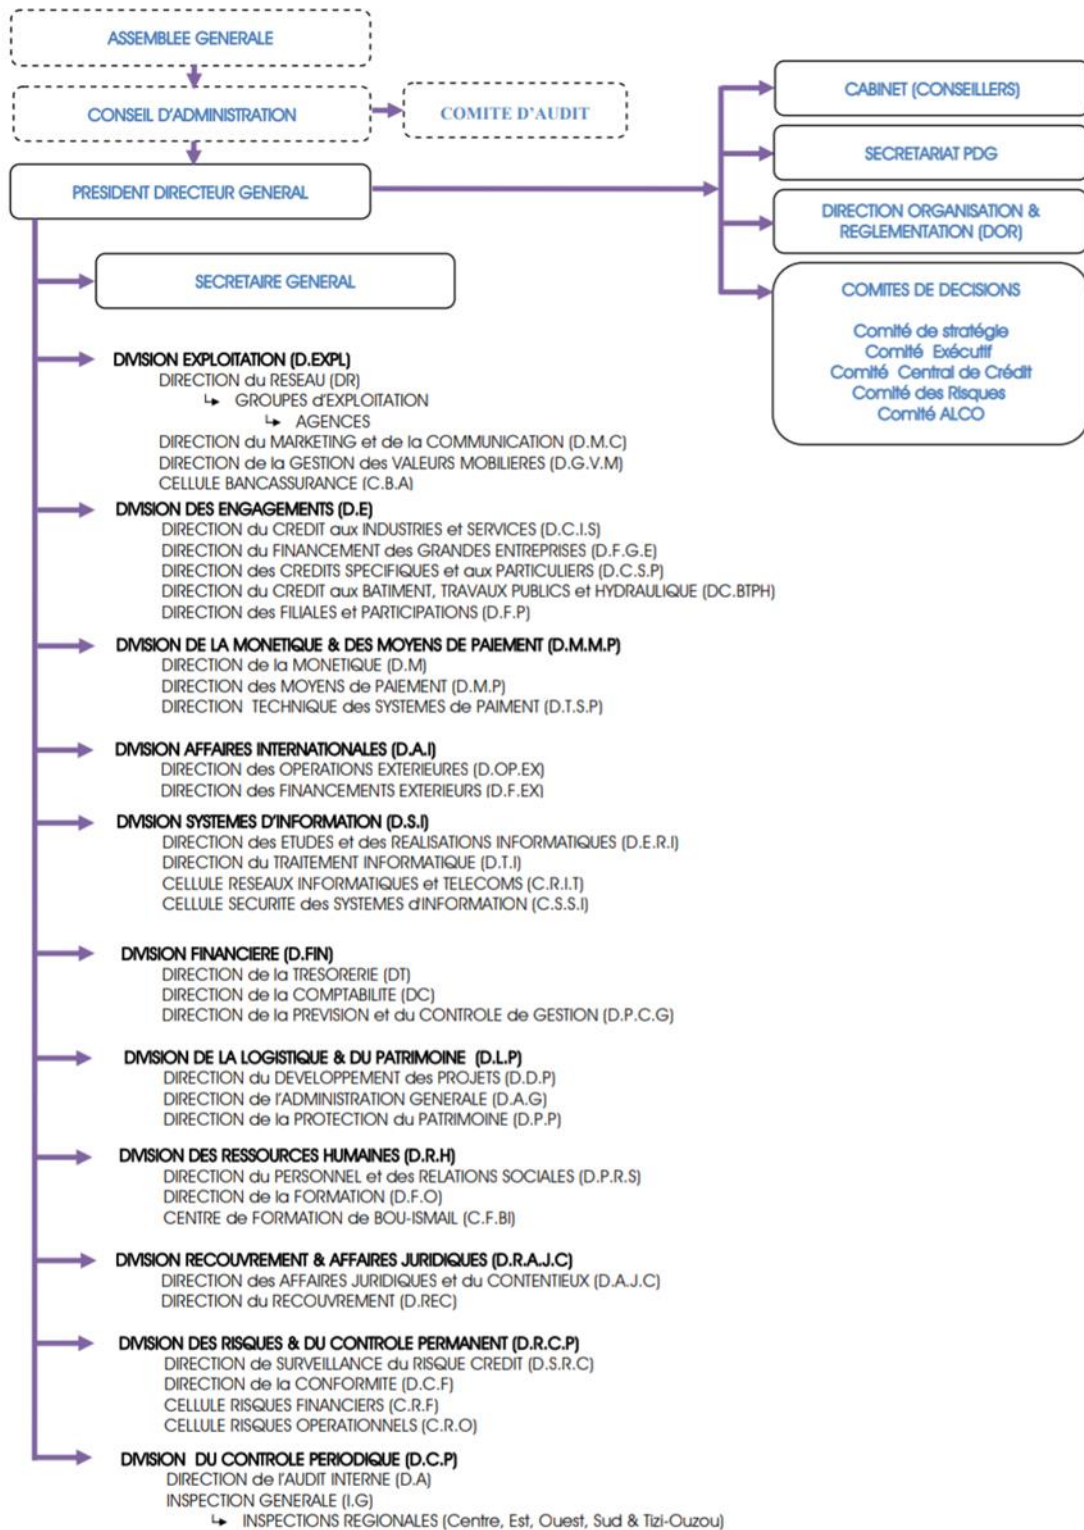 ASSEMBLEE GENERALE
CONSEIL D'ADMINISTRATION
COMITE D'AUDIT
PRESIDENT DIRECTEUR GENERAL
CABINET (CONSEILLERS)
SECRETARIAT PDG
DIRECTION ORGANISATION &
REGLEMENTATION (DOR)
COMITES DE DECISIONS
Comité de stratégie
Comité Exécutif
Comité Central de Crédit
Comité des Risques
Comité ALCO
SECRETAIRE GENERAL
DIVISION EXPLOITATION (D.EXPL)
DIRECTION du RESEAU (DR)
GROUPES d'EXPLOITATION
AGENCES
DIRECTION du MARKETING et de la COMMUNICATION (D.M.C)
DIRECTION de la GESTION des VALEURS MOBILIERES (D.G.V.M)
CELLULE BANCASSURANCE (C.B.A)
DIVISION DES ENGAGEMENTS (D.E)
DIRECTION du CREDIT aux INDUSTRIES et SERVICES (D.C.I.S)
DIRECTION du FINANCEMENT des GRANDES ENTREPRISES (D.F.G.E)
DIRECTION des CREDITS SPECIFIQUES et aux PARTICULIERS (D.C.S.P)
DIRECTION du CREDIT aux BATIMENT, TRAVAUX PUBLICS et HYDRAULIQUE (DC.BTPH)
DIRECTION des FILIALES et PARTICIPATIONS (D.F.P)
DIVISION DE LA MONETIQUE & DES MOYENS DE PAIEMENT (D.M.M.P)
DIRECTION de la MONETIQUE (D.M)
DIRECTION des MOYENS de PAIEMENT (D.M.P)
DIRECTION TECHNIQUE des SYSTEMES de PAIMENT (D.T.S.P)
DIVISION AFFAIRES INTERNATIONALES (D.A.I)
DIRECTION des OPERATIONS EXTERIEURES (D.OP.EX)
DIRECTION des FINANCEMENTS EXTERIEURS (D.F.EX)
DIVISION SYSTEMES D'INFORMATION (D.S.I)
DIRECTION des ETUDES et des REALISATIONS INFORMATIQUES (D.E.R.I)
DIRECTION du TRAITEMENT INFORMATIQUE (D.T.I)
CELLULE RESEAUX INFORMATIQUES et TELECOMS (C.R.I.T)
CELLULE SECURITE des SYSTEMES d'INFORMATION (C.S.S.I)
DIVISION FINANCIERE (D.FIN)
DIRECTION de la TRESORERIE (DT)
DIRECTION de la COMPTABILITE (DC)
DIRECTION de la PREVISION et du CONTROLE de GESTION (D.P.C.G)
DIVISION DE LA LOGISTIQUE & DU PATRIMOINE (D.L.P)
DIRECTION du DEVELOPPEMENT des PROJETS (D.D.P)
DIRECTION de l'ADMINISTRATION GENERALE (D.A.G)
DIRECTION de la PROTECTION du PATRIMOINE (D.P.P)
DIVISION DES RESSOURCES HUMAINES (D.R.H)
DIRECTION du PERSONNEL et des RELATIONS SOCIALES (D.P.R.S)
DIRECTION de la FORMATION (D.F.O)
CENTRE de FORMATION de BOU-ISMAIL (C.F.BI)
DIVISION RECOUVREMENT & AFFAIRES JURIDIQUES (D.R.A.J.C)
DIRECTION des AFFAIRES JURIDIQUES et du CONTENTIEUX (D.A.J.C)
DIRECTION du RECOUVREMENT (D.REC)
DIVISION DES RISQUES & DU CONTROLE PERMANENT (D.R.C.P)
DIRECTION de SURVEILLANCE du RISQUE CREDIT (D.S.R.C)
DIRECTION de la CONFORMITE (D.C.F)
CELLULE RISQUES FINANCIERS (C.R.F)
CELLULE RISQUES OPERATIONNELS (C.R.O)
DIVISION DU CONTROLE PERIODIQUE (D.C.P)
DIRECTION de l'AUDIT INTERNE (D.A)
INSPECTION GENERALE (I.G)
INSPECTIONS REGIONALES (Centre, Est, Ouest, Sud & Tizi-Ouzou)